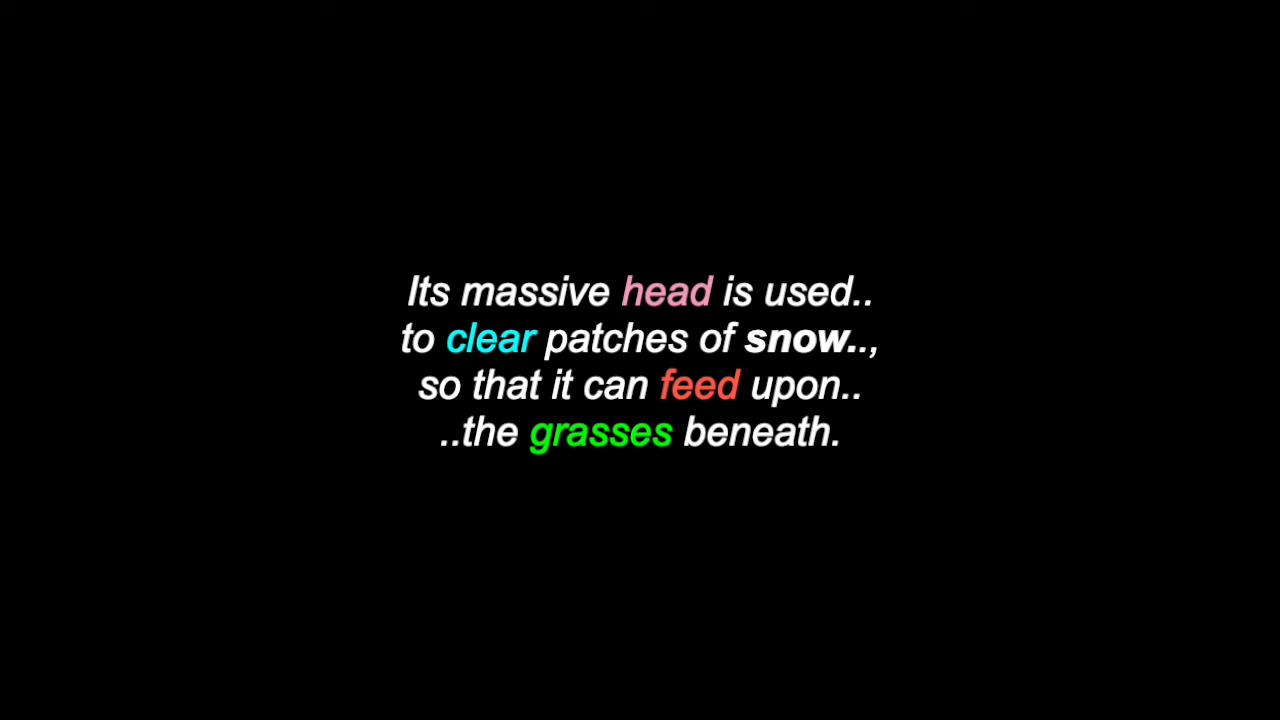 Its massive head is used..
to clear patches of snow..,
so that it can feed upon..
..the grasses beneath.